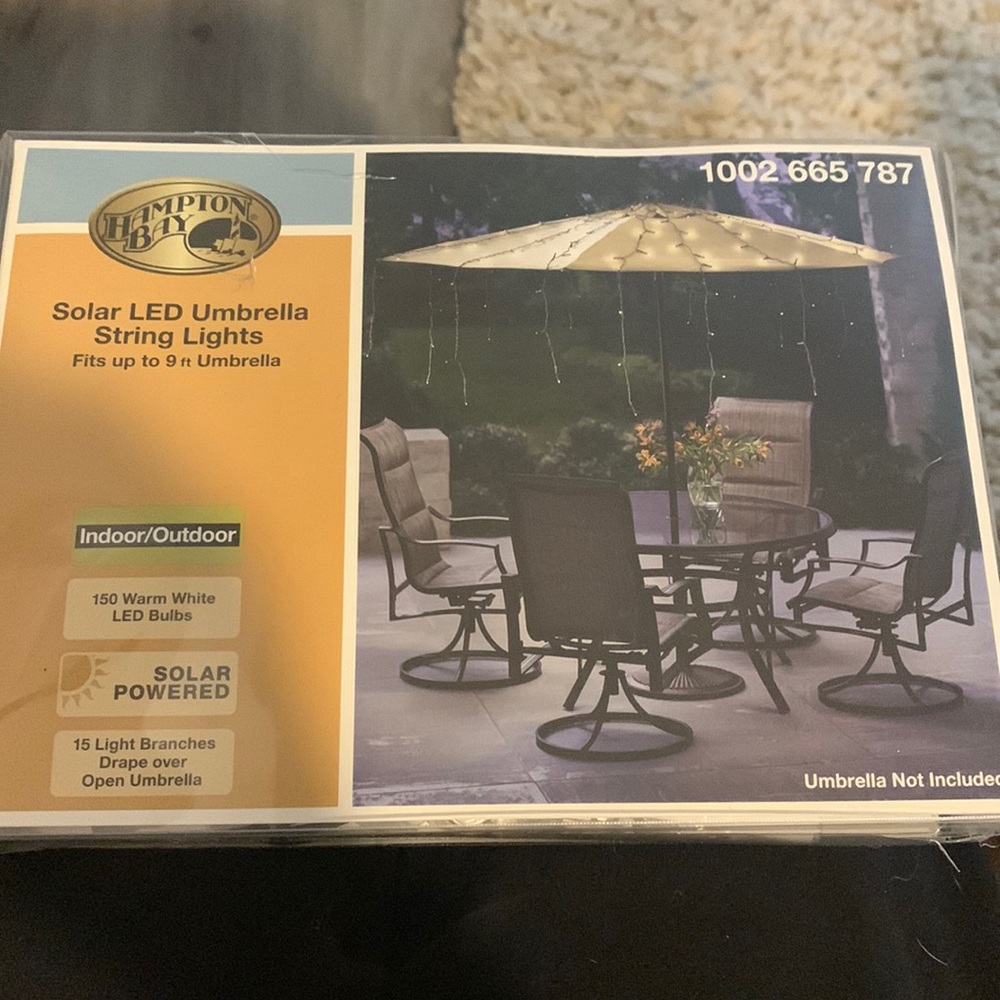 HAMPTON
BAY
Solar LED Umbrella
String Lights
Fits up to 9 ft Umbrella
Indoor/Outdoor
150 Warm White
LED Bulbs
SOLAR
POWERED
15 Light Branches
Drape over
Open Umbrella
1002 665 787
Umbrella Not Included